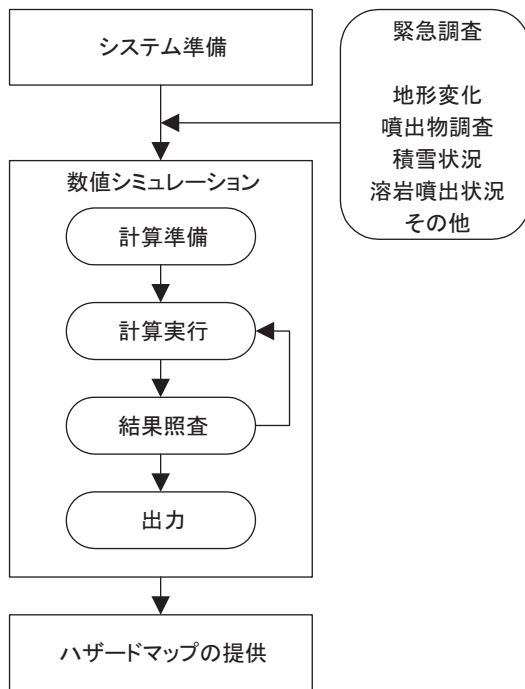 システム準備
緊急調査
地形変化
噴出物調査
積雪状況
溶岩噴出状況
その他
数値シミュレーション
計算準備
計算実行
結果照査
出力
ハザードマップの提供